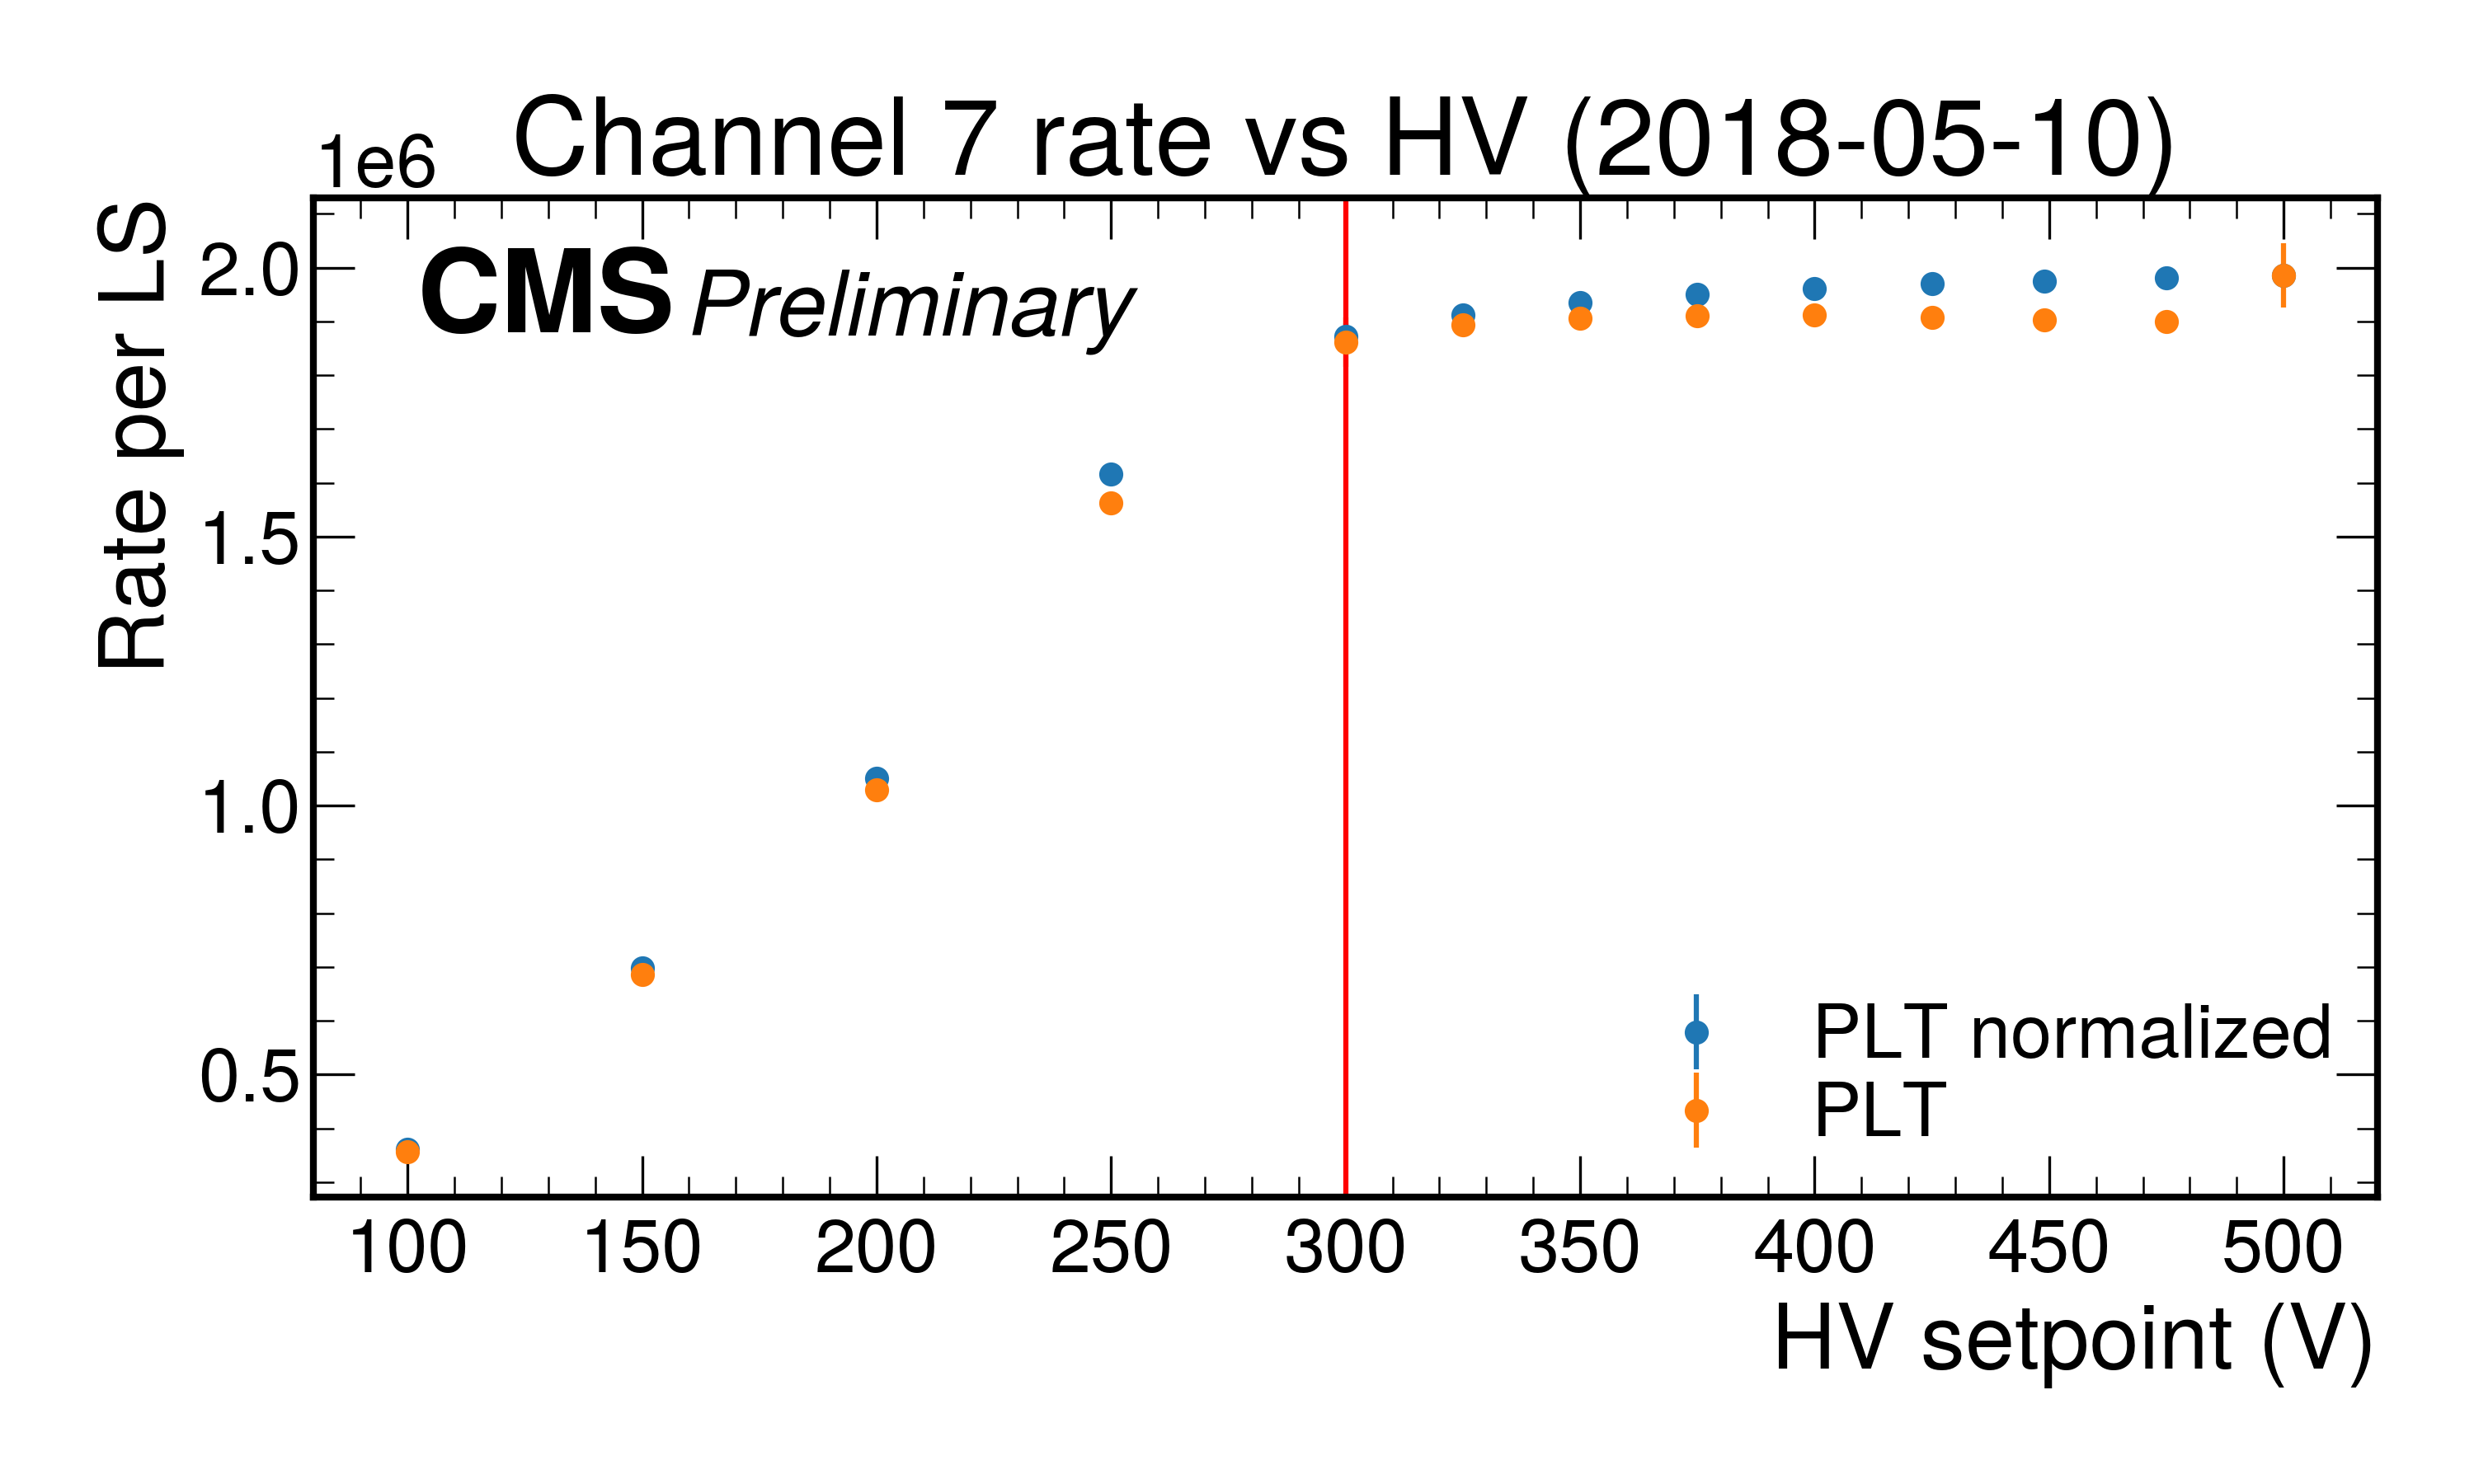 Channel 7 rate vs HV (2018-05-10)
1e6
CMS Preliminary
Rate per LS
2.0
1.5
1.0
0.5
PLT normalized
PLT
100 150 200 250 300 350 400 450 500
HV setpoint (V)